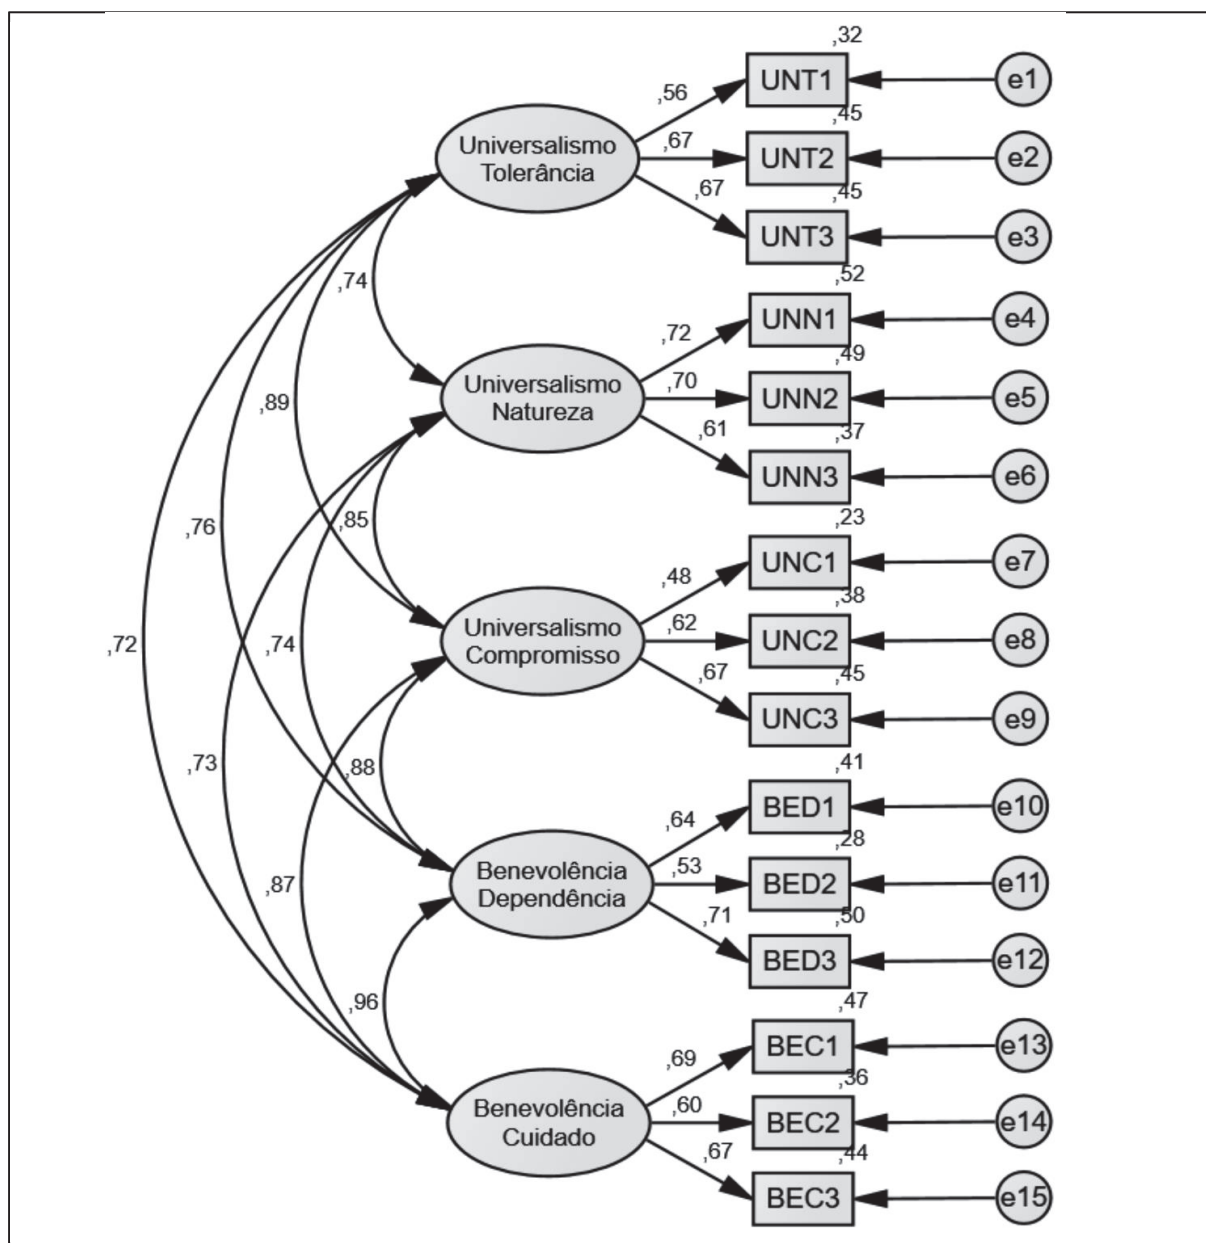 ,32
UNT1
e1
,56
,45
Universalismo
Tolerância
,67
UNT2
e2
,45
,67
UNT3
e3
,52
,74
UNN1
e4
,72
,49
Universalismo
Natureza
,70
UNN2
e5
,37
,89
,61
UNN3
e6
,23
,76
,85
UNC1
e7
,48
,38
Universalismo
Compromisso
,62
UNC2
e8
,72
,74
,45
,67
UNC3
e9
,41
,73
,88
BED1
e10
,64
,28
Benevolência
Dependência
,53
BED2
e11
,87
,50
,71
BED3
e12
,47
,96
BEC1
e13
,69
,36
Benevolência
Cuidado
,60
BEC2
e14
,44
,67
BEC3
e15